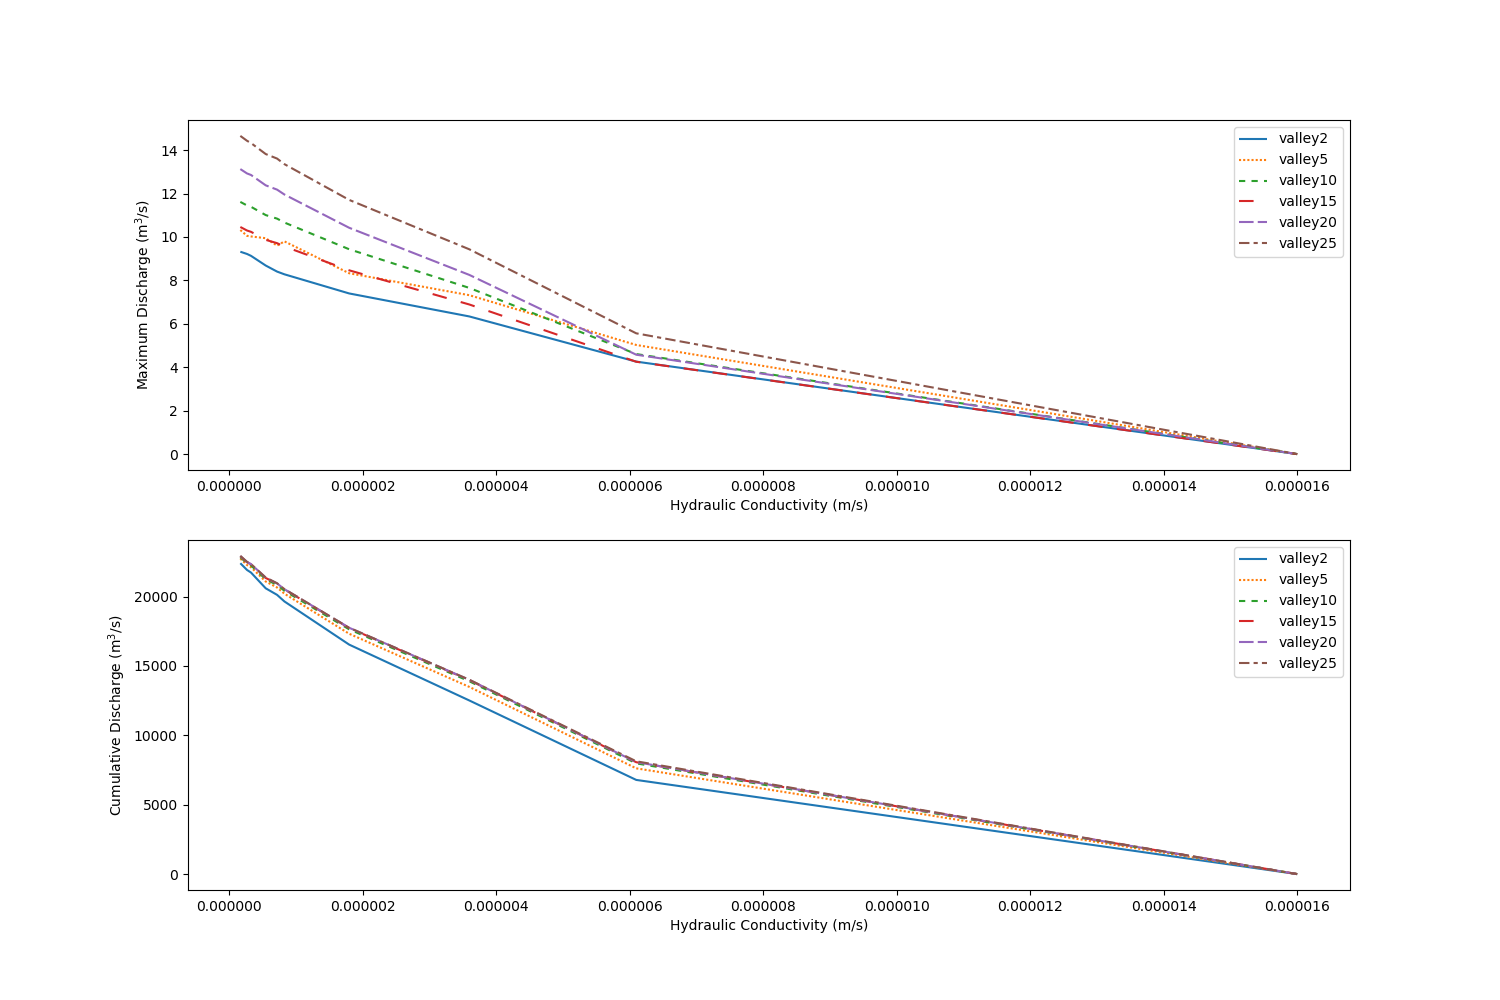 14
12
10
8
6
4
2
0
Maximum Discharge (m³/s)
valley2
valley5
valley10
valley15
valley20
valley25
0.000000 0.000002 0.000004 0.000006 0.000008 0.000010 0.000012 0.000014 0.000016
Hydraulic Conductivity (m/s)
20000
15000
10000
5000
0
Cumulative Discharge (m³/s)
valley2
valley5
valley10
valley15
valley20
valley25
0.000000 0.000002 0.000004 0.000006 0.000008 0.000010 0.000012 0.000014 0.000016
Hydraulic Conductivity (m/s)